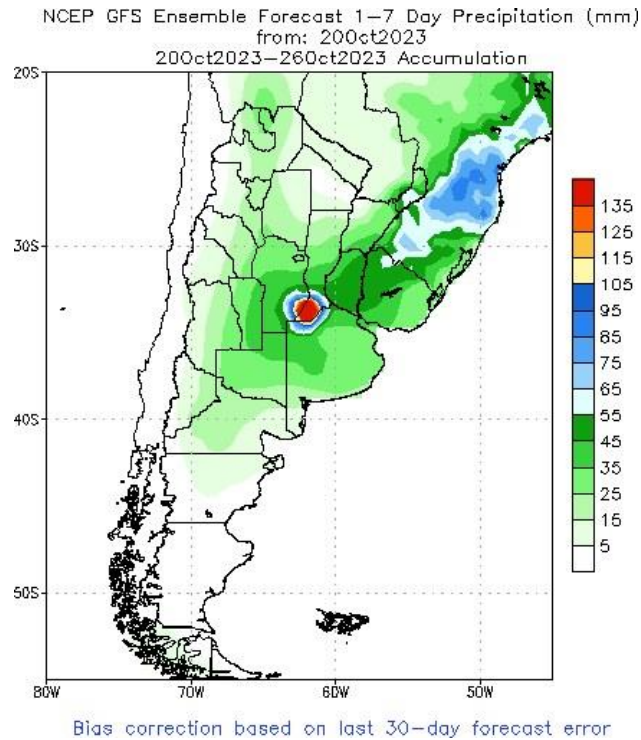 NCEP GFS Ensemble Forecast 1-7 Day Precipitation (mm)
from: 20Oct2023
20Oct2023-26Oct2023 Accumulation
20S
30S
40S
50S
80W
70W
60W
50W
135
125
115
105
95
85
75
65
55
45
35
25
15
5
Bias correction based on last 30-day forecast error